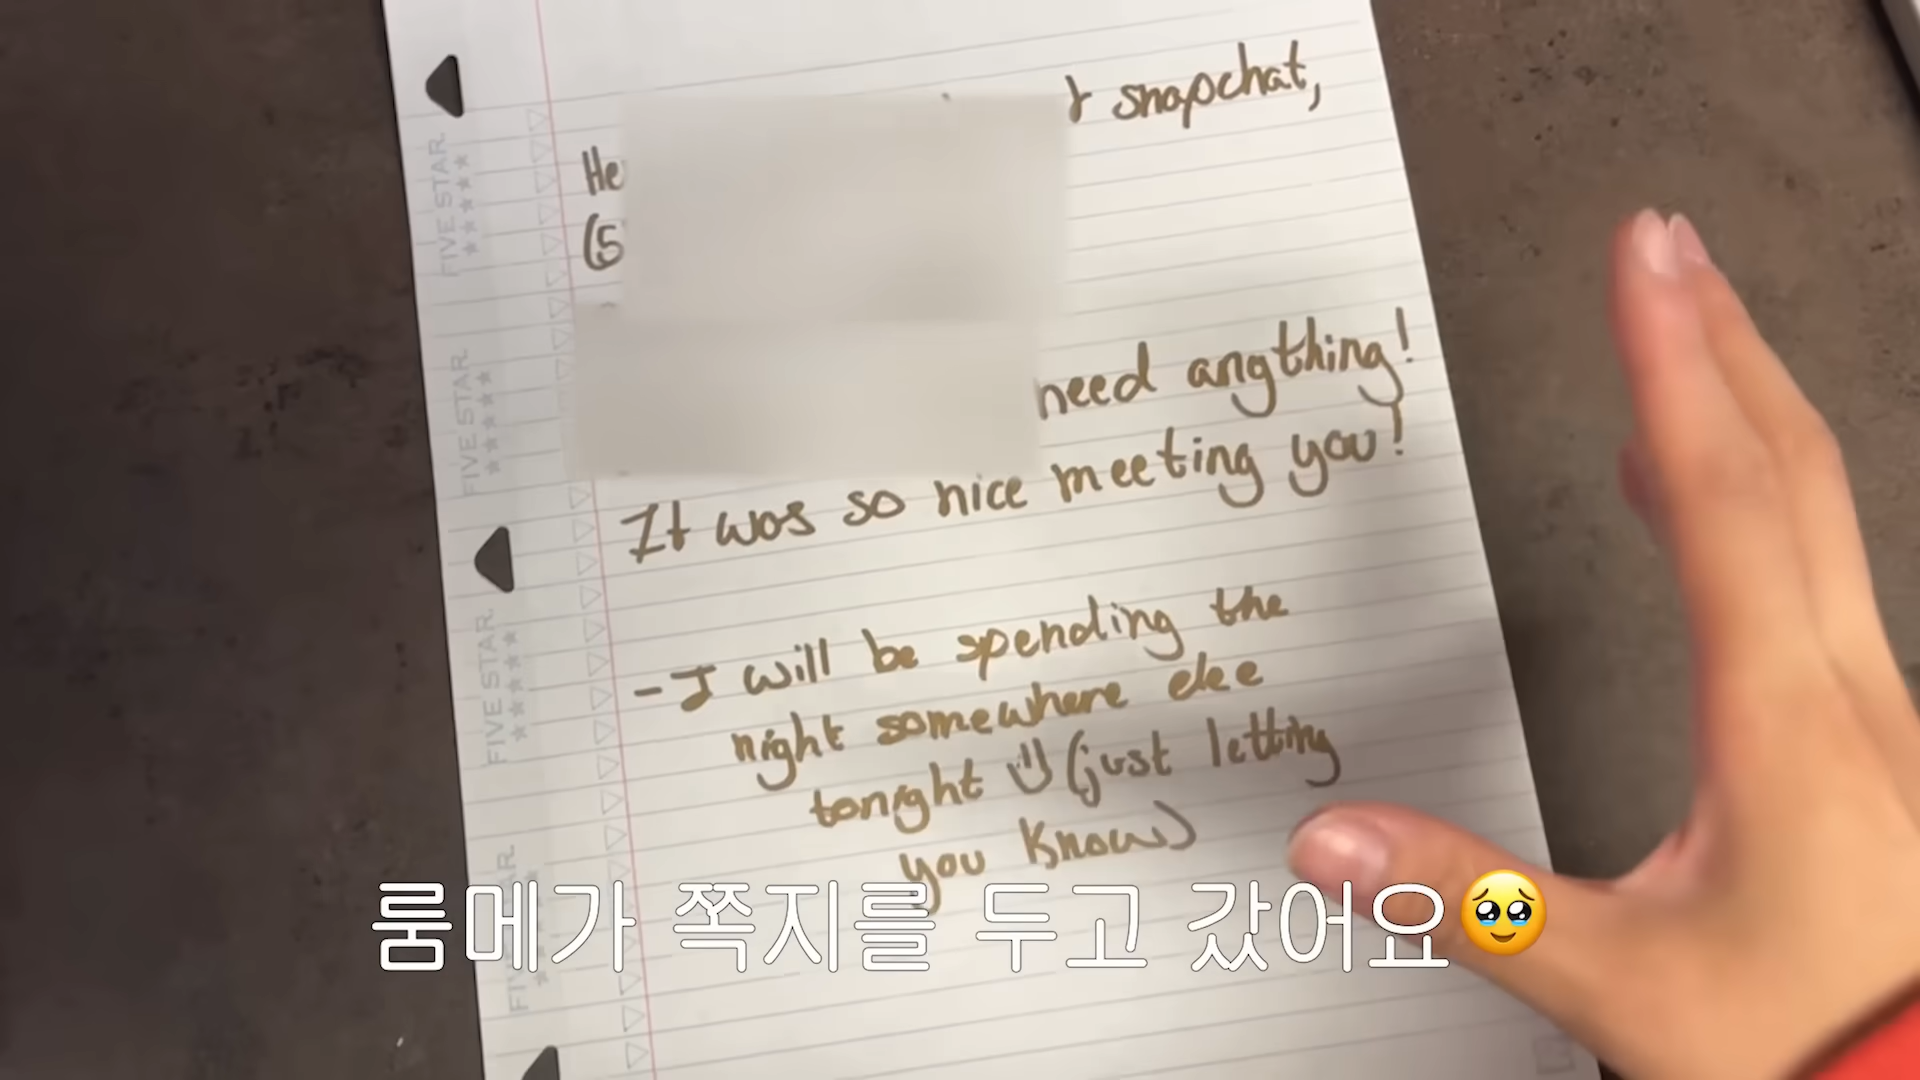 r snapchat,
He
(5
need angthing!
It was so nice meeting you!
- I will be spending the
night somewhere else
tonight (just letting
you know)
룸메가 쪽지를 두고 갔어요🥹
FIVE STAR
FIVE STAR
FIVE STAR